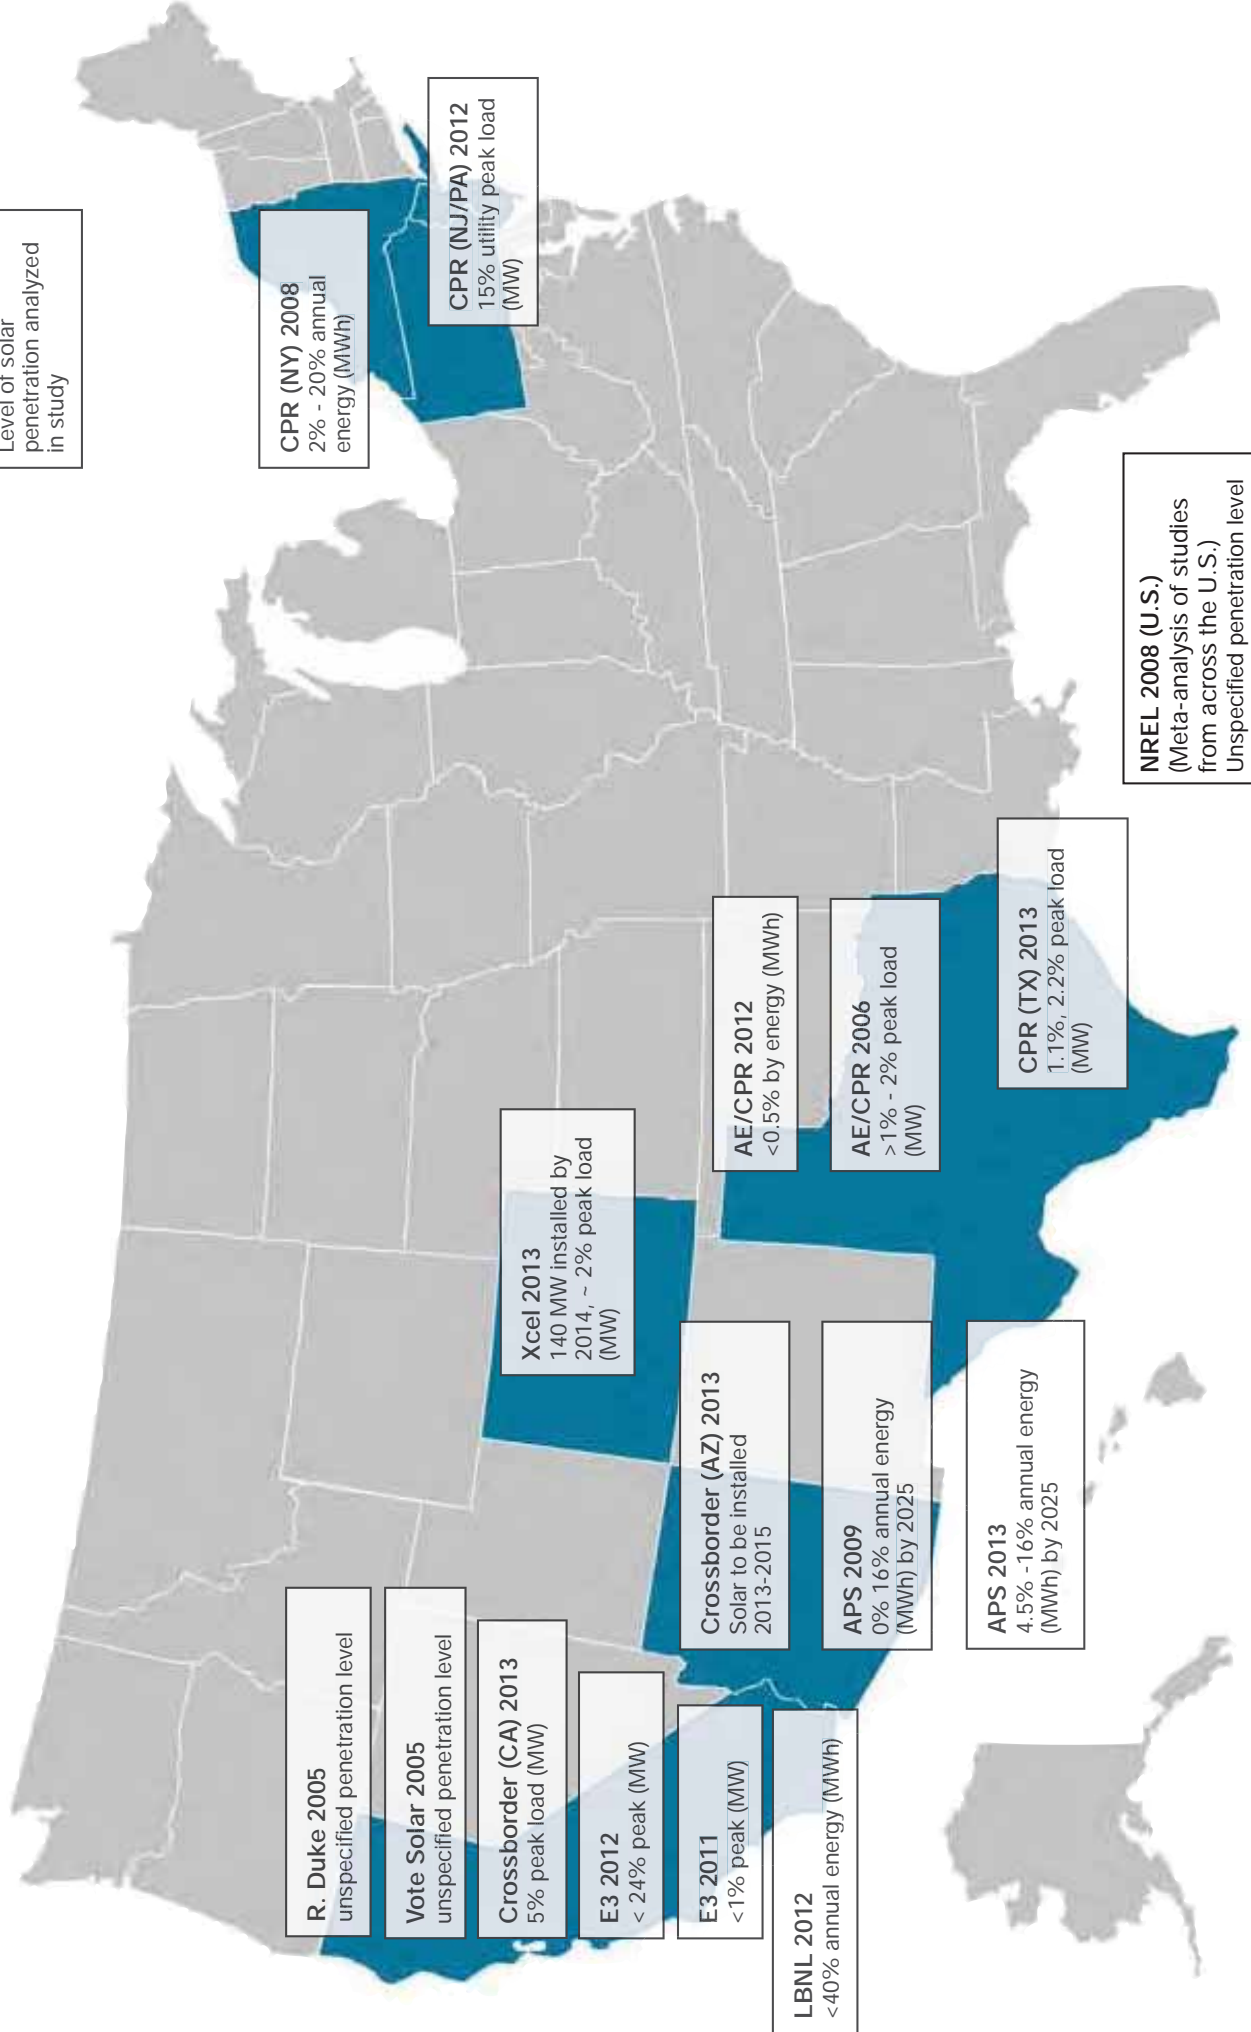 R. Duke 2005
unspecified penetration level
Vote Solar 2005
unspecified penetration level
Crossborder (CA) 2013
5% peak load (MW)
E3 2012
< 24% peak (MW)
E3 2011
<1% peak (MW)
LBNL 2012
<40% annual energy (MWh)
Xcel 2013
140 MW installed by
2014, ~ 2% peak load
(MW)
Crossborder (AZ) 2013
Solar to be installed
2013-2015
APS 2009
0% 16% annual energy
(MWh) by 2025
APS 2013
4.5% -16% annual energy
(MWh) by 2025
AE/CPR 2012
<0.5% by energy (MWh)
AE/CPR 2006
>1% - 2% peak load
(MW)
CPR (TX) 2013
1.1%, 2.2% peak load
(MW)
NREL 2008 (U.S.)
(Meta-analysis of studies
from across the U.S.)
Unspecified penetration level
Level of solar
penetration analyzed
in study
CPR (NY) 2008
2% - 20% annual
energy (MWh)
CPR (NJ/PA) 2012
15% utility peak load
(MW)